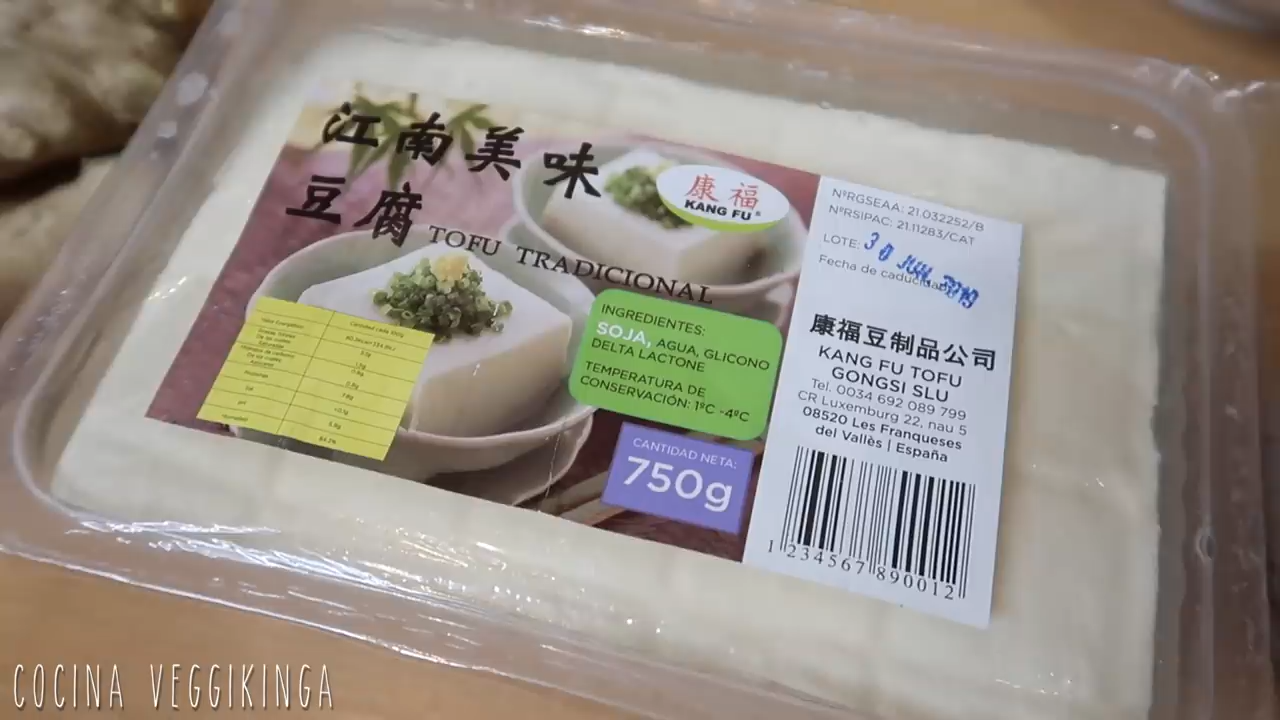 江南美味
豆腐
TOFU TRADICIONAL
康福
KANG FU®
INGREDIENTES:
SOJA, AGUA, GLICONO
DELTA LACTONE
TEMPERATURA DE
CONSERVACIÓN: 1ºC -4ºC
CANTIDAD NETA:
750g
NºRGSEAA: 21.032252/B
NºRSIPAC: 21.11283/CAT
LOTE:
30 JUL 2019
Fecha de caducidad
康福豆制品公司
KANG FU TOFU
GONGSI SLU
Tel. 0034 692 089 799
CR Luxemburg 22, nau 5
08520 Les Franqueses
del Vallès | España
1 234567 890012
COCINA VEGGIKINGA